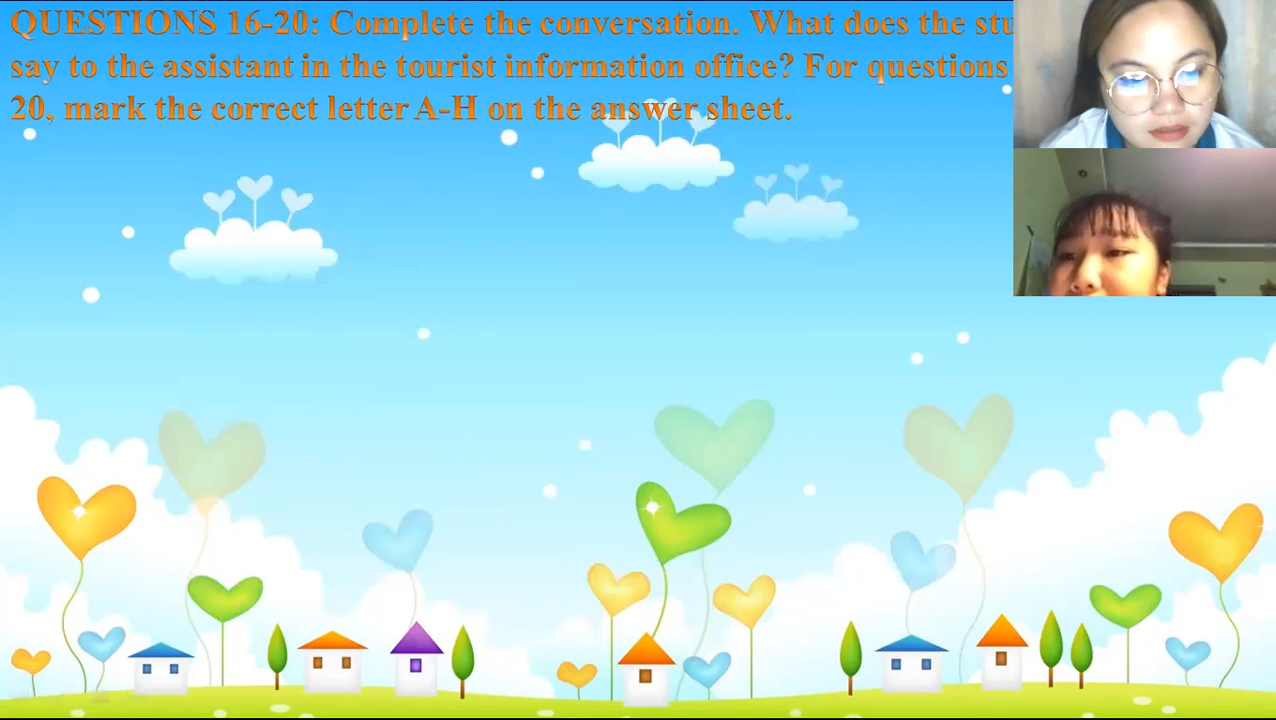 QUESTIONS 16-20: Complete the conversation. What does the
say to the assistant in the tourist information office? For questions
20, mark the correct letter A-H on the answer sheet.